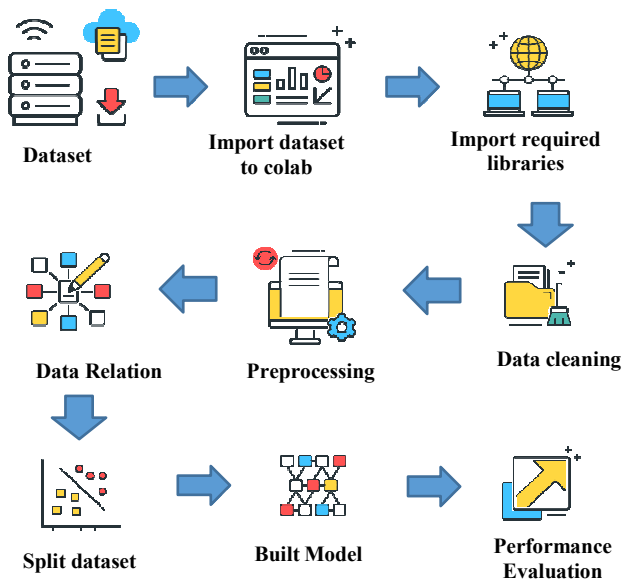 Dataset
Import dataset
to colab
Import required
libraries
Data Relation
Preprocessing
Data cleaning
Split dataset
Built Model
Performance
Evaluation